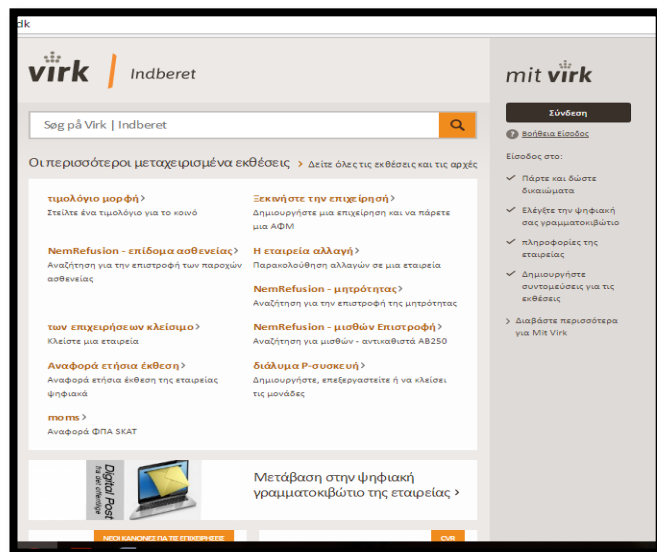 dk
virk Indberet
Søg på Virk | Indberet
Οι περισσότεροι μεταχειρισμένα εκθέσεις > Δείτε όλες τις εκθέσεις και τις αρχές
τιμολόγιο μορφή >
Στείλτε ένα τιμολόγιο για το κοινό
Ξεκινήστε την επιχείρησή >
Δημιουργήστε μια επιχείρηση και να πάρετε
μια ΑΦΜ
NemRefusion - επίδομα ασθενείας >
Αναζήτηση για την επιστροφή των παροχών
ασθενείας
Η εταιρεία αλλαγή >
Παρακολούθηση αλλαγών σε μια εταιρεία
NemRefusion - μητρότητας >
Αναζήτηση για την επιστροφή της μητρότητας
των επιχειρήσεων κλείσιμο >
Κλείστε μια εταιρεία
NemRefusion - μισθών Επιστροφή >
Αναζήτηση για μισθών - αντικαθιστά AB250
Αναφορά ετήσια έκθεση >
Αναφορά ετήσια έκθεση της εταιρείας
ψηφιακά
διάλυμα Ρ-συσκευή >
Δημιουργήστε, επεξεργαστείτε ή να κλείσει
τις μονάδες
moms >
Αναφορά ΦΠΑ SKAT
Digital Post
fra det offentlige
Μετάβαση στην ψηφιακή
γραμματοκιβώτιο της εταιρείας >
ΝΕΟΙ ΚΑΝΟΝΕΣ ΓΙΑ ΤΙΣ ΕΠΙΧΕΙΡΗΣΕΙΣ
CVR
mit virk
Σύνδεση
? Βοήθεια Είσοδος
Είσοδος στο:
✓ Πάρτε και δώστε
δικαιώματα
✓ Ελέγξτε την ψηφιακή
σας γραμματοκιβώτιο
✓ πληροφορίες της
εταιρείας
✓ Δημιουργήστε
συντομεύσεις για τις
εκθέσεις
> Διαβάστε περισσότερα
για Mit Virk